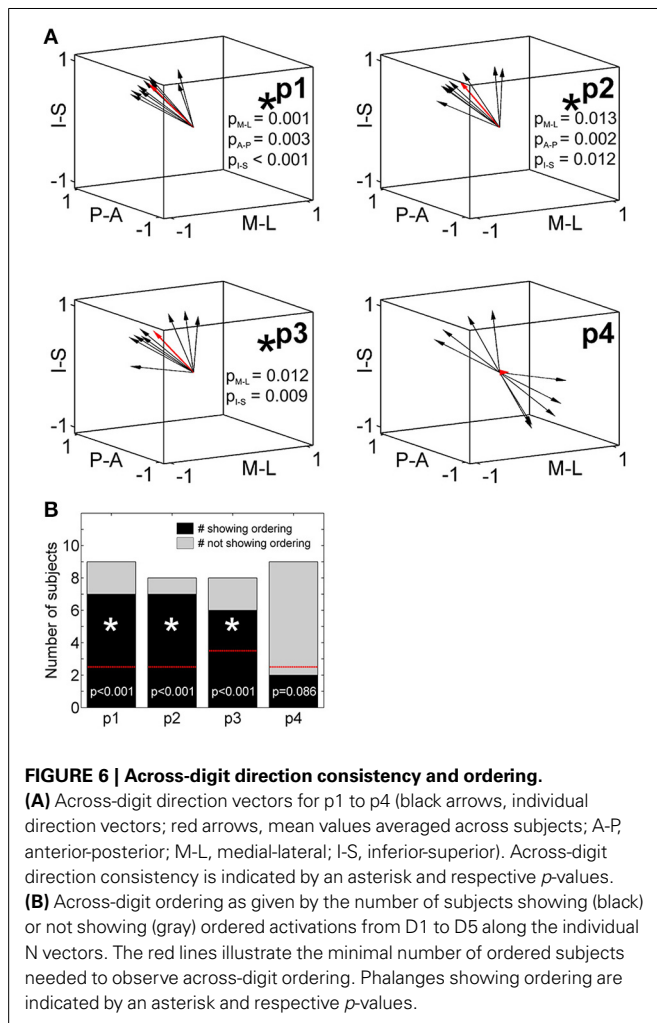 A
1
I-S
-1
1
P-A
-1
-1
M-L
1
*p1
pM-L = 0.001
pA-P = 0.003
pI-S < 0.001
1
I-S
-1
1
P-A
-1
-1
M-L
1
*p2
pM-L = 0.013
pA-P = 0.002
pI-S = 0.012
1
I-S
-1
1
P-A
-1
-1
M-L
1
*p3
pM-L = 0.012
pI-S = 0.009
1
I-S
-1
1
P-A
-1
-1
M-L
1
p4
B
Number of subjects
10
8
6
4
2
0
# showing ordering
# not showing ordering
* * *
p<0.001 p<0.001 p<0.001 p=0.086
p1 p2 p3 p4
FIGURE 6 | Across-digit direction consistency and ordering.
(A) Across-digit direction vectors for p1 to p4 (black arrows, individual
direction vectors; red arrows, mean values averaged across subjects; A-P,
anterior-posterior; M-L, medial-lateral; I-S, inferior-superior). Across-digit
direction consistency is indicated by an asterisk and respective p-values.
(B) Across-digit ordering as given by the number of subjects showing (black)
or not showing (gray) ordered activations from D1 to D5 along the individual
N vectors. The red lines illustrate the minimal number of ordered subjects
needed to observe across-digit ordering. Phalanges showing ordering are
indicated by an asterisk and respective p-values.